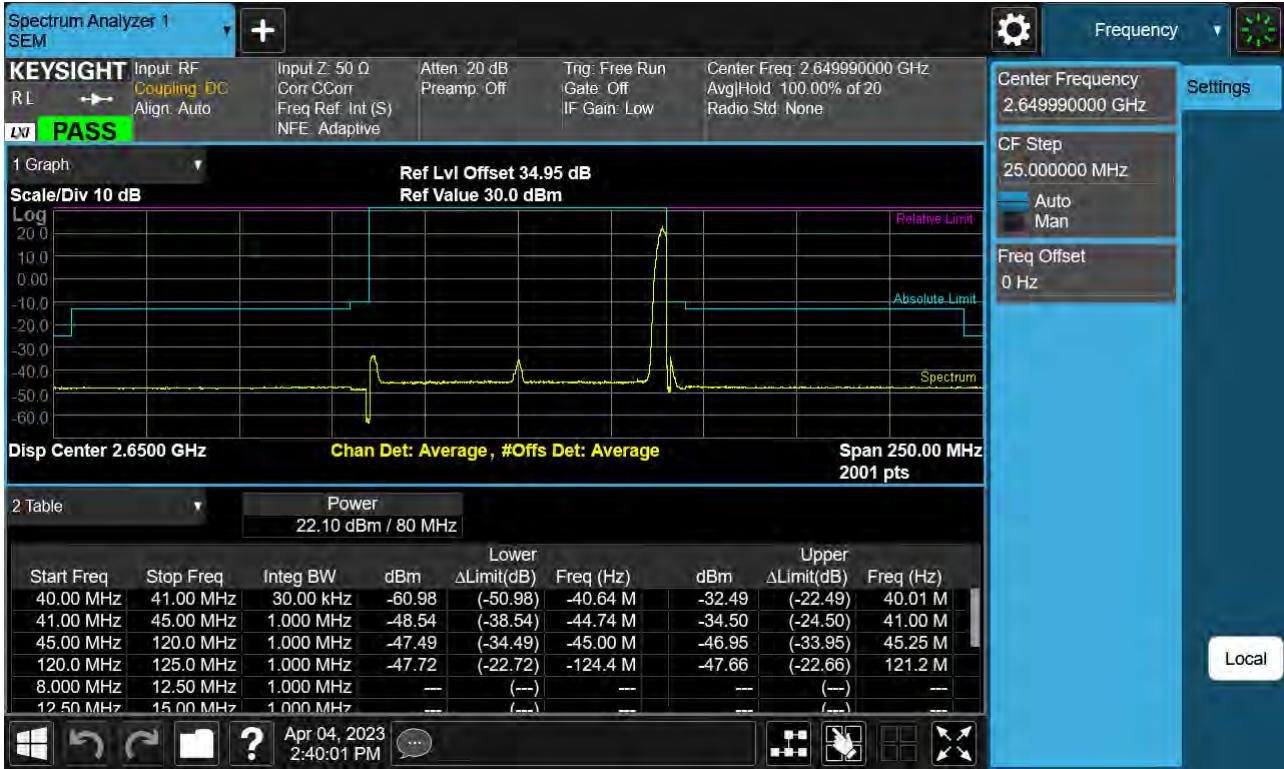 Spectrum Analyzer 1
SEM
Frequency
KEYSIGHT
Input: RF
Coupling: DC
Align: Auto
Input Z: 50 Ω
Corr CCorr
Freq Ref: Int (S)
NFE: Adaptive
Atten: 20 dB
Preamp: Off
Trig: Free Run
Gate: Off
IF Gain: Low
Center Freq: 2.649990000 GHz
Avg|Hold: 100.00% of 20
Radio Std: None
R L
LXI PASS
Center Frequency
2.649990000 GHz
Settings
CF Step
25.000000 MHz
Auto
Man
Freq Offset
0 Hz
1 Graph
Ref Lvl Offset 34.95 dB
Scale/Div 10 dB
Ref Value 30.0 dBm
Log
Relative Limit
20.0
10.0
0.00
-10.0
Absolute Limit
-20.0
-30.0
-40.0
Spectrum
-50.0
-60.0
Disp Center 2.6500 GHz
Chan Det: Average , #Offs Det: Average
Span 250.00 MHz
2001 pts
2 Table
Power
22.10 dBm / 80 MHz
Lower Upper
Start Freq Stop Freq Integ BW dBm ∆Limit(dB) Freq (Hz) dBm ∆Limit(dB) Freq (Hz)
40.00 MHz 41.00 MHz 30.00 kHz -60.98 (-50.98) -40.64 M -32.49 (-22.49) 40.01 M
41.00 MHz 45.00 MHz 1.000 MHz -48.54 (-38.54) -44.74 M -34.50 (-24.50) 41.00 M
45.00 MHz 120.0 MHz 1.000 MHz -47.49 (-34.49) -45.00 M -46.95 (-33.95) 45.25 M
120.0 MHz 125.0 MHz 1.000 MHz -47.72 (-22.72) -124.4 M -47.66 (-22.66) 121.2 M
8.000 MHz 12.50 MHz 1.000 MHz --- (---) --- --- (---) ---
12.50 MHz 15.00 MHz 1.000 MHz --- (---) --- --- (---) ---
Local
Apr 04, 2023
2:40:01 PM